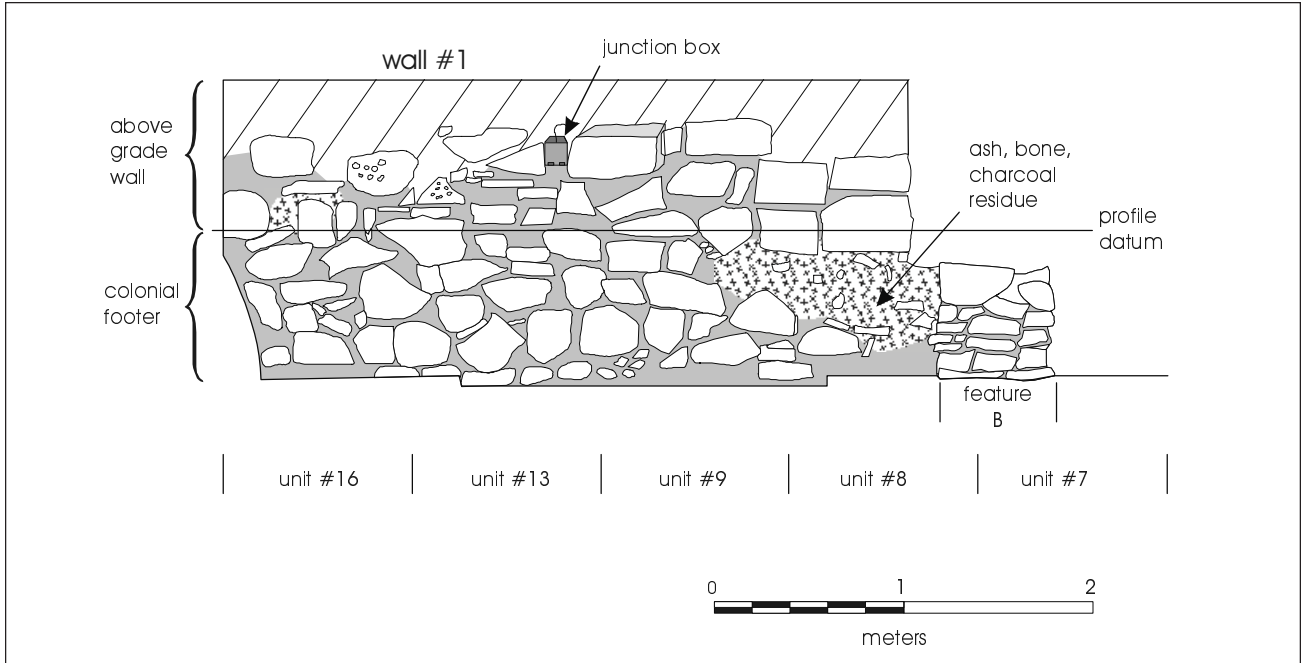 wall #1
junction box
above
grade
wall
ash, bone,
charcoal
residue
profile
datum
colonial
footer
feature
B
unit #16
unit #13
unit #9
unit #8
unit #7
0
1
2
meters